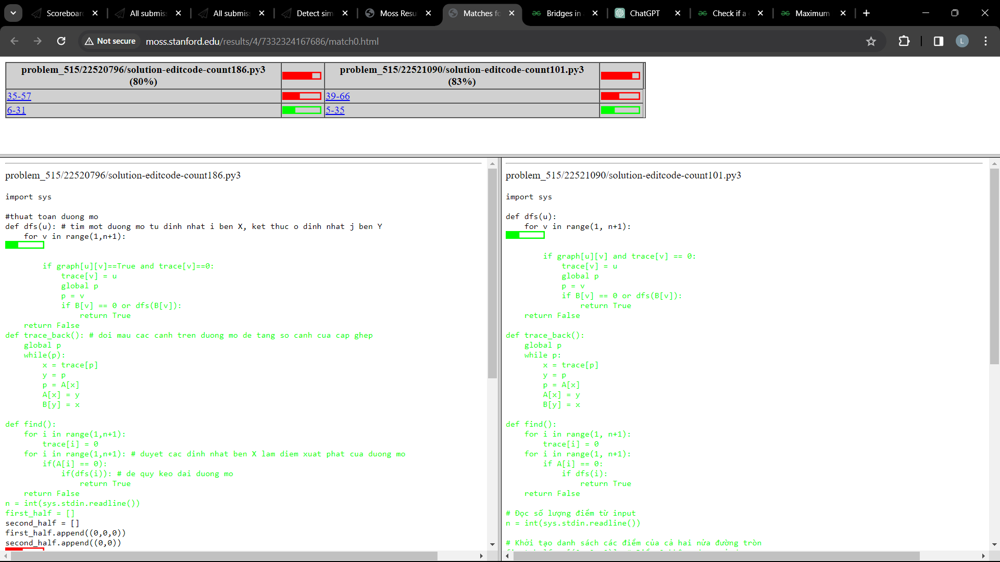 Scoreboar
All submis
All submis
Detect sim
Moss Resu
Matches fo
Bridges in
ChatGPT
Check if a
Maximum
Not secure
moss.stanford.edu/results/4/7332324167686/match0.html
L
problem_515/22520796/solution-editcode-count186.py3 (80%)
problem_515/22521090/solution-editcode-count101.py3 (83%)
35-57
39-66
6-31
5-35
problem_515/22520796/solution-editcode-count186.py3
import sys
#thuat toan duong mo
def dfs(u): # tim mot duong mo tu dinh nhat i ben X, ket thuc o dinh nhat j ben Y
    for v in range(1,n+1):
        if graph[u][v]==True and trace[v]==0:
            trace[v] = u
            global p
            p = v
            if B[v] == 0 or dfs(B[v]):
                return True
    return False
def trace_back(): # doi mau cac canh tren duong mo de tang so canh cua cap ghep
    global p
    while(p):
        x = trace[p]
        y = p
        p = A[x]
        A[x] = y
        B[y] = x
def find():
    for i in range(1,n+1):
        trace[i] = 0
    for i in range(1,n+1): # duyet cac dinh nhat ben X lam diem xuat phat cua duong mo
        if(A[i] == 0):
            if(dfs(i)): # de quy keo dai duong mo
                return True
    return False
n = int(sys.stdin.readline())
first_half = []
second_half = []
first_half.append((0,0,0))
second_half.append((0,0))
problem_515/22521090/solution-editcode-count101.py3
import sys
def dfs(u):
    for v in range(1, n+1):
        if graph[u][v] and trace[v] == 0:
            trace[v] = u
            global p
            p = v
            if B[v] == 0 or dfs(B[v]):
                return True
    return False
def trace_back():
    global p
    while p:
        x = trace[p]
        y = p
        p = A[x]
        A[x] = y
        B[y] = x
def find():
    for i in range(1, n+1):
        trace[i] = 0
    for i in range(1, n+1):
        if A[i] == 0:
            if dfs(i):
                return True
    return False
# Đọc số lượng điểm từ input
n = int(sys.stdin.readline())
# Khởi tạo danh sách các điểm của cả hai nửa đường tròn